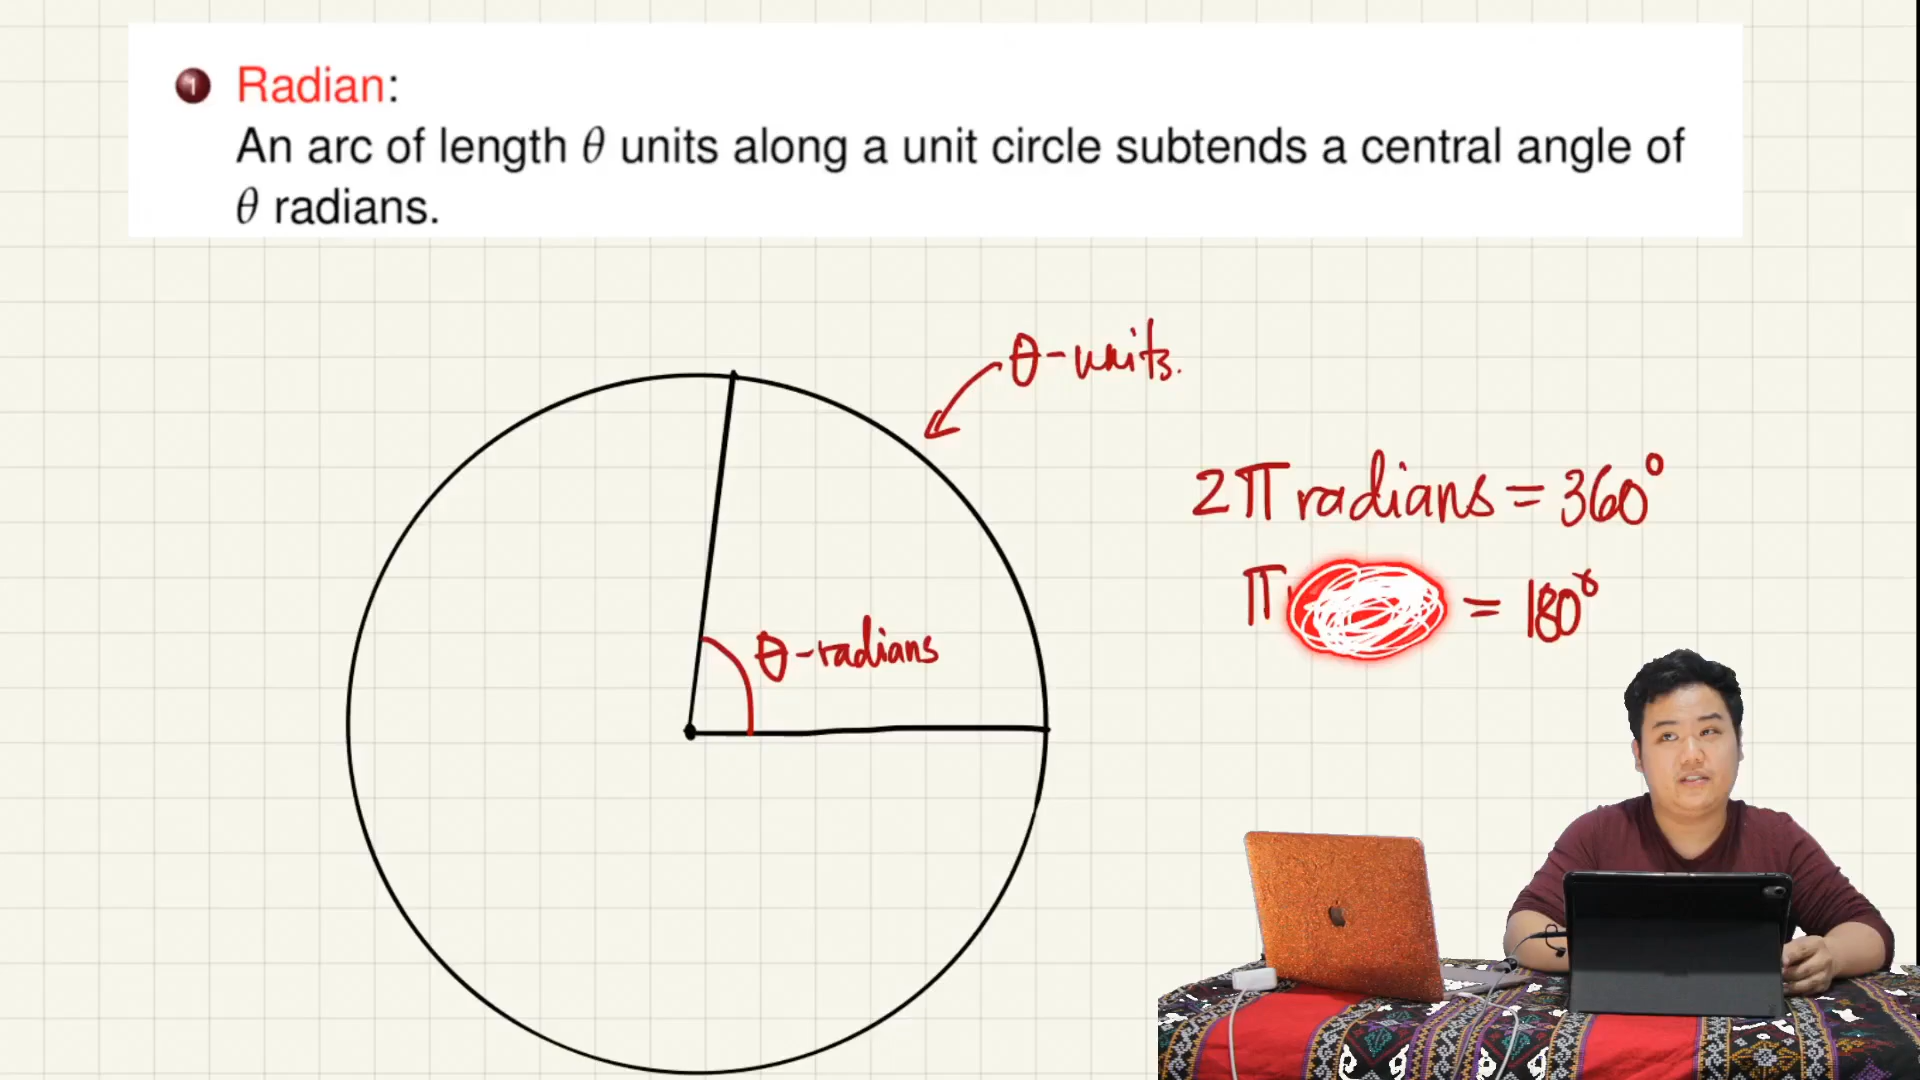 1 Radian:
An arc of length θ units along a unit circle subtends a central angle of
θ radians.
θ-units.
2π radians = 360°
π = 180°
θ-radians